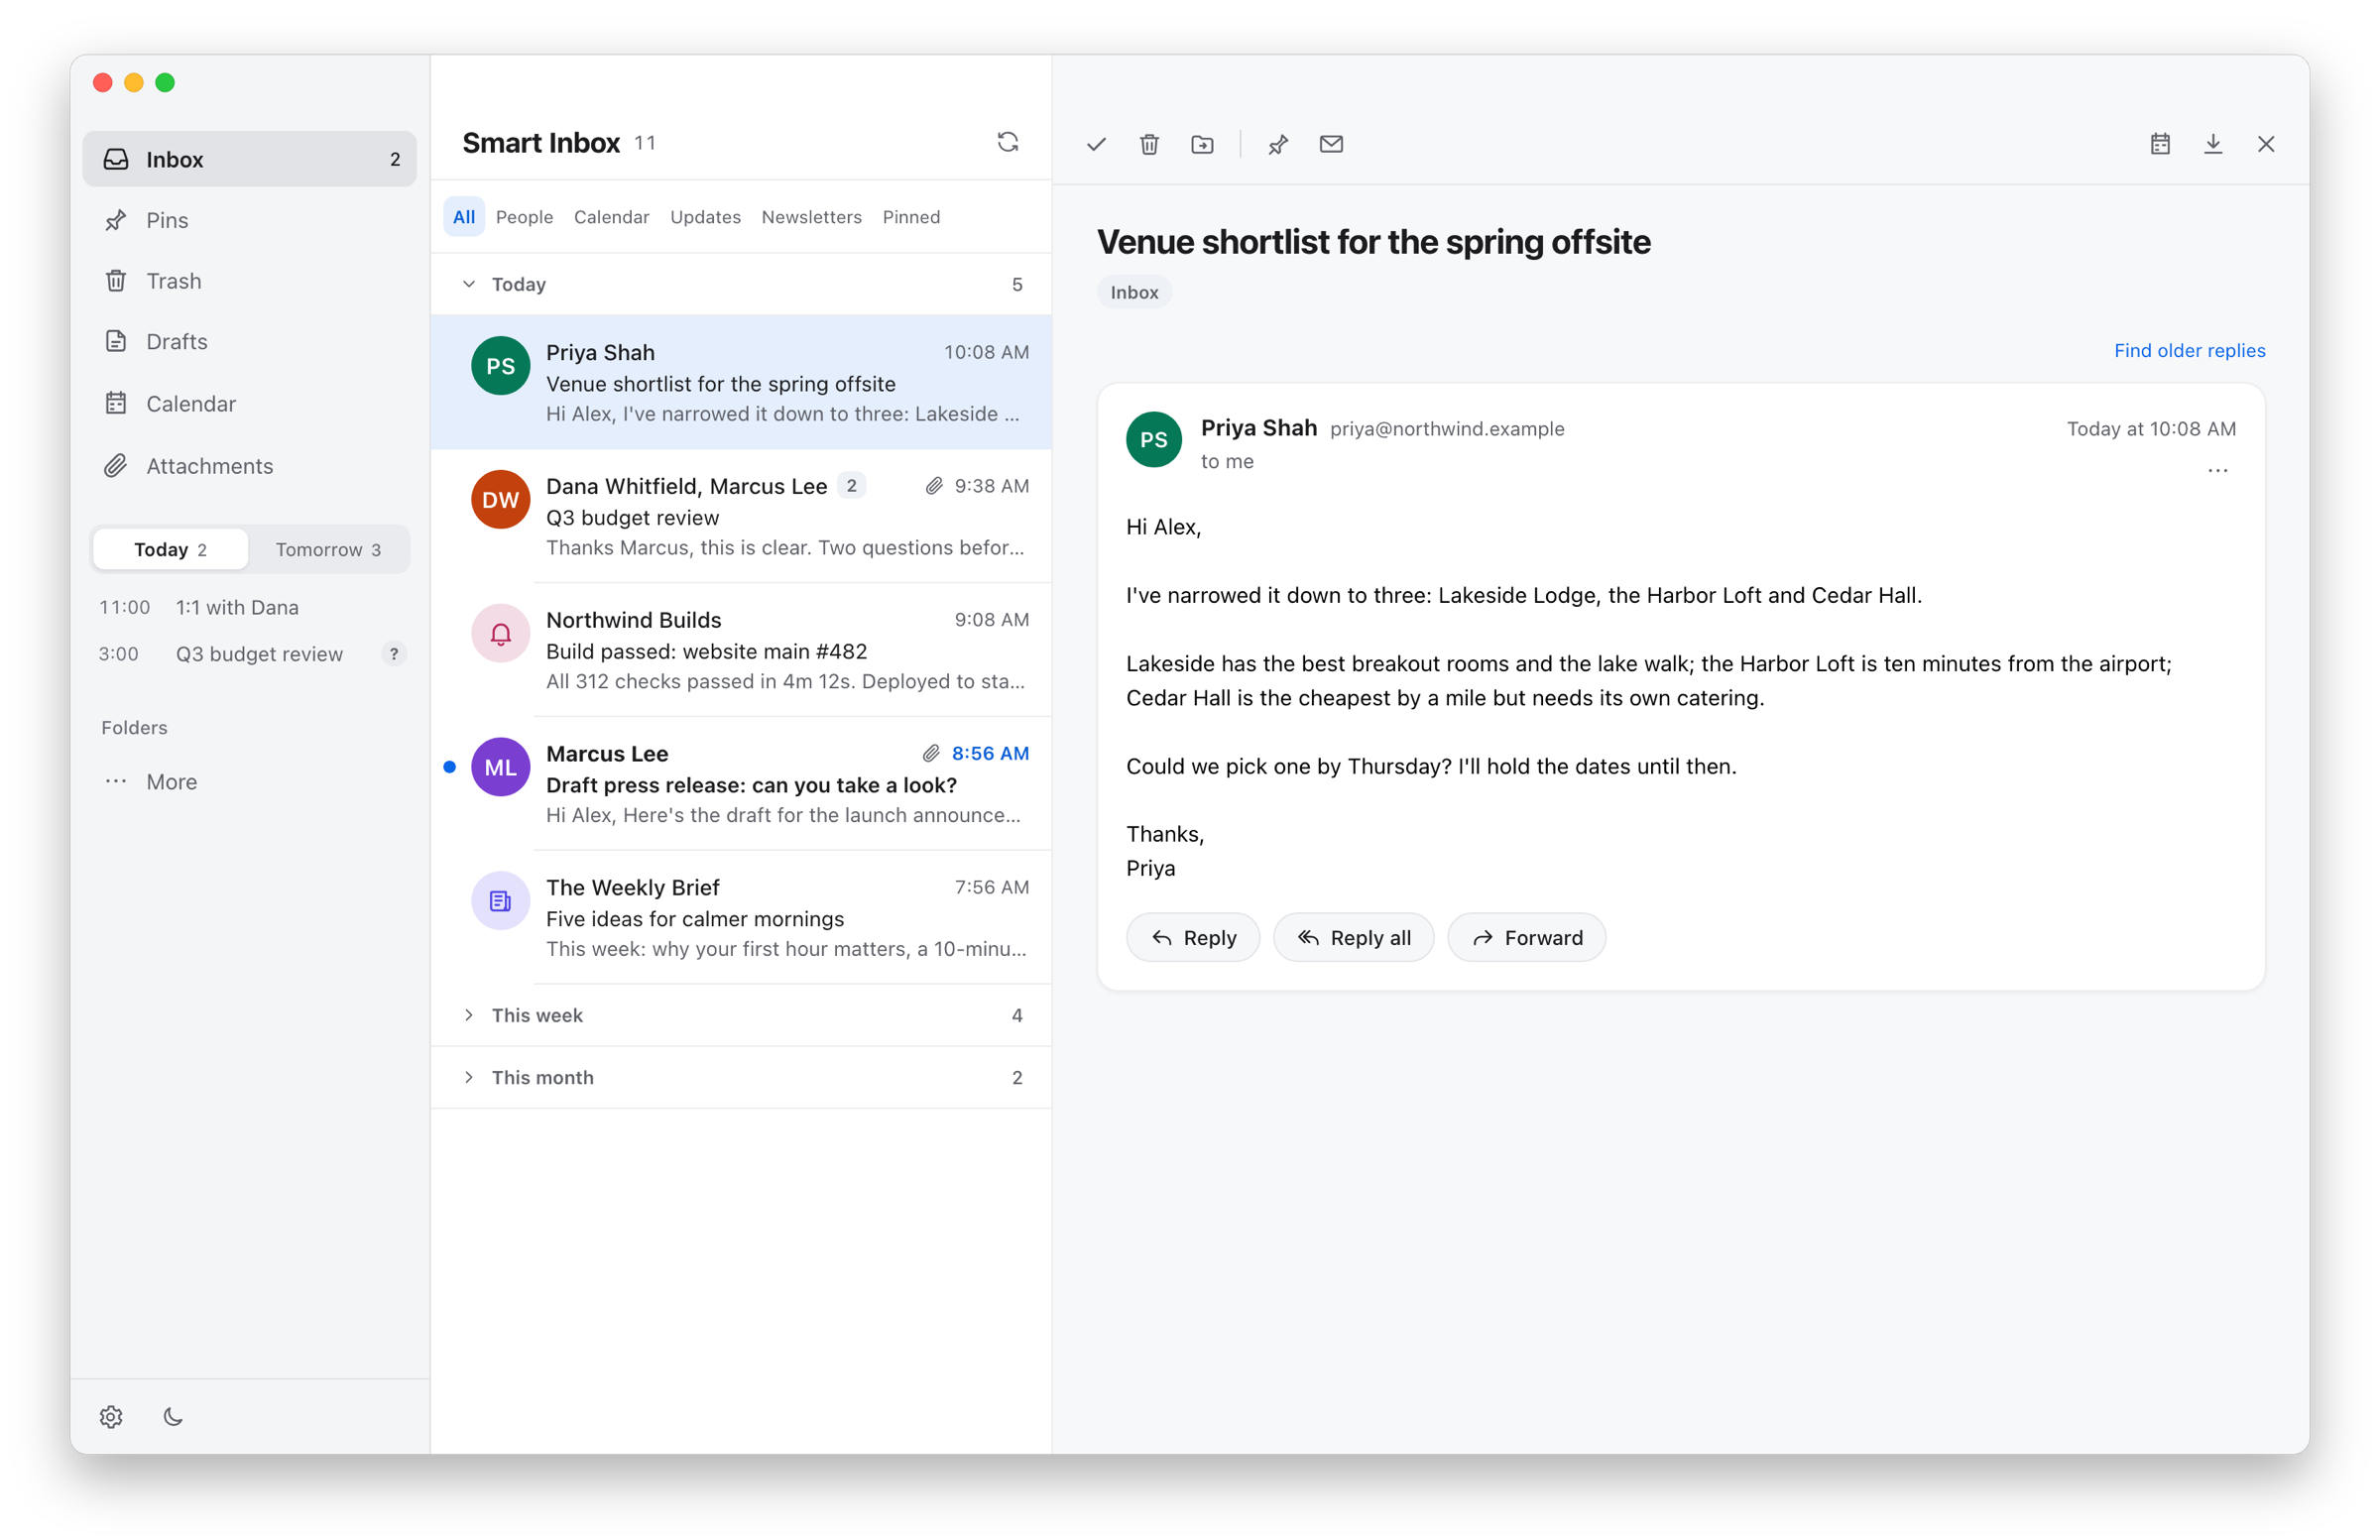 Inbox 2
Pins
Trash
Drafts
Calendar
Attachments
Today 2 Tomorrow 3
11:00 1:1 with Dana
3:00 Q3 budget review ?
Folders
More
Smart Inbox 11
All People Calendar Updates Newsletters Pinned
Today 5
PS
Priya Shah 10:08 AM
Venue shortlist for the spring offsite
Hi Alex, I've narrowed it down to three: Lakeside ...
DW
Dana Whitfield, Marcus Lee 2 9:38 AM
Q3 budget review
Thanks Marcus, this is clear. Two questions befor...
Northwind Builds 9:08 AM
Build passed: website main #482
All 312 checks passed in 4m 12s. Deployed to sta...
ML
Marcus Lee 8:56 AM
Draft press release: can you take a look?
Hi Alex, Here's the draft for the launch announce...
The Weekly Brief 7:56 AM
Five ideas for calmer mornings
This week: why your first hour matters, a 10-minu...
This week 4
This month 2
Venue shortlist for the spring offsite
Inbox
Find older replies
PS
Priya Shah priya@northwind.example Today at 10:08 AM
to me
Hi Alex,
I've narrowed it down to three: Lakeside Lodge, the Harbor Loft and Cedar Hall.
Lakeside has the best breakout rooms and the lake walk; the Harbor Loft is ten minutes from the airport;
Cedar Hall is the cheapest by a mile but needs its own catering.
Could we pick one by Thursday? I'll hold the dates until then.
Thanks,
Priya
Reply Reply all Forward